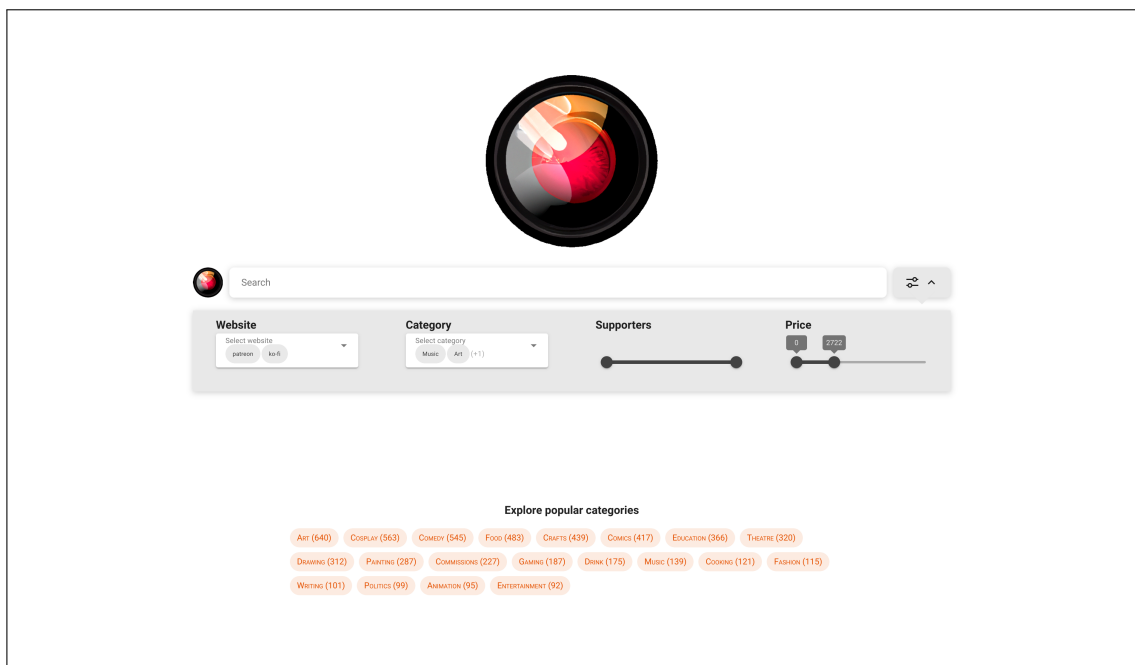 Search
Website
Category
Supporters
Price
Select website
patreon ko-fi
Select category
Music Art (+1)
0 2722
Explore popular categories
Art (640) Cosplay (563) Comedy (545) Food (483) Crafts (439) Comics (417) Education (366) Theatre (320)
Drawing (312) Painting (287) Commissions (227) Gaming (187) Drink (175) Music (139) Cooking (121) Fashion (115)
Writing (101) Politics (99) Animation (95) Entertainment (92)